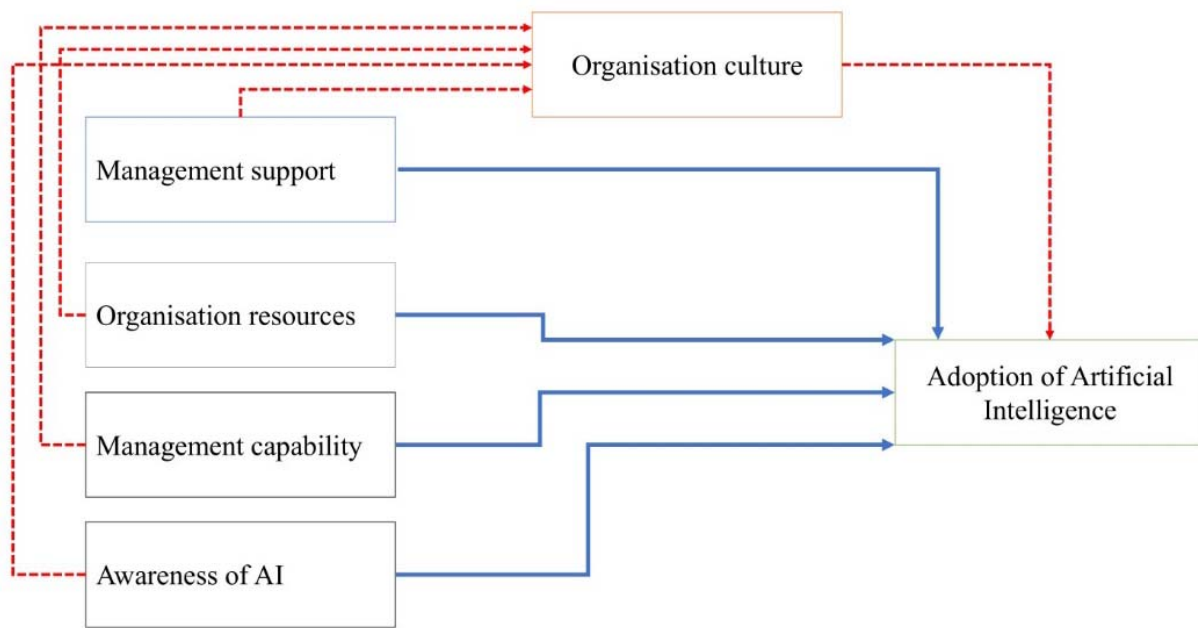 Organisation culture
Management support
Organisation resources
Adoption of Artificial
Intelligence
Management capability
Awareness of AI